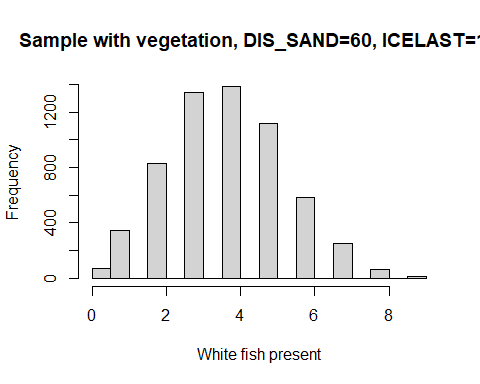 Sample with vegetation, DIS_SAND=60, ICELAST=
Frequency
1200
800
400
0
0 2 4 6 8
White fish present